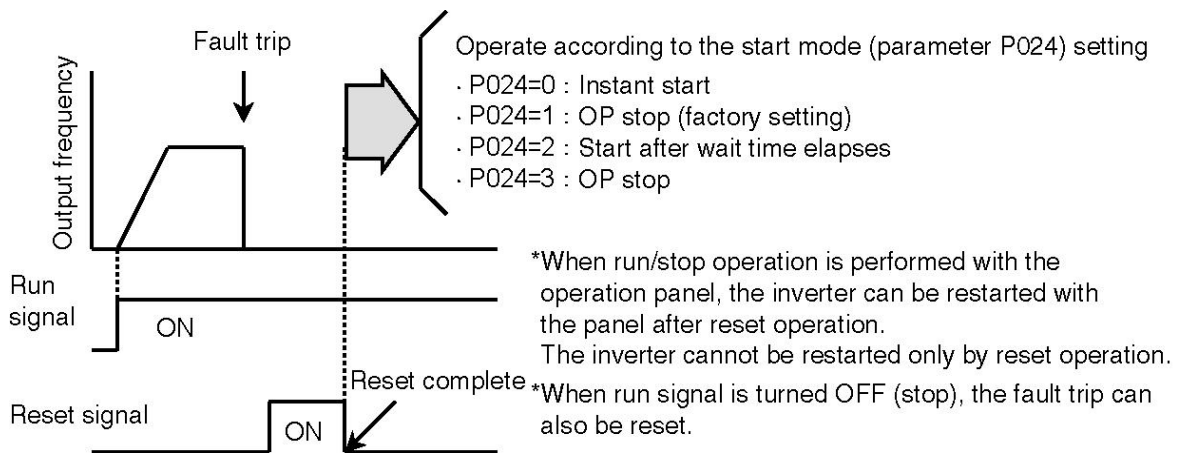 Fault trip
Output frequency
Operate according to the start mode (parameter P024) setting
· P024=0 : Instant start
· P024=1 : OP stop (factory setting)
· P024=2 : Start after wait time elapses
· P024=3 : OP stop
Run
signal
ON
*When run/stop operation is performed with the
operation panel, the inverter can be restarted with
the panel after reset operation.
The inverter cannot be restarted only by reset operation.
Reset complete
*When run signal is turned OFF (stop), the fault trip can
also be reset.
Reset signal
ON